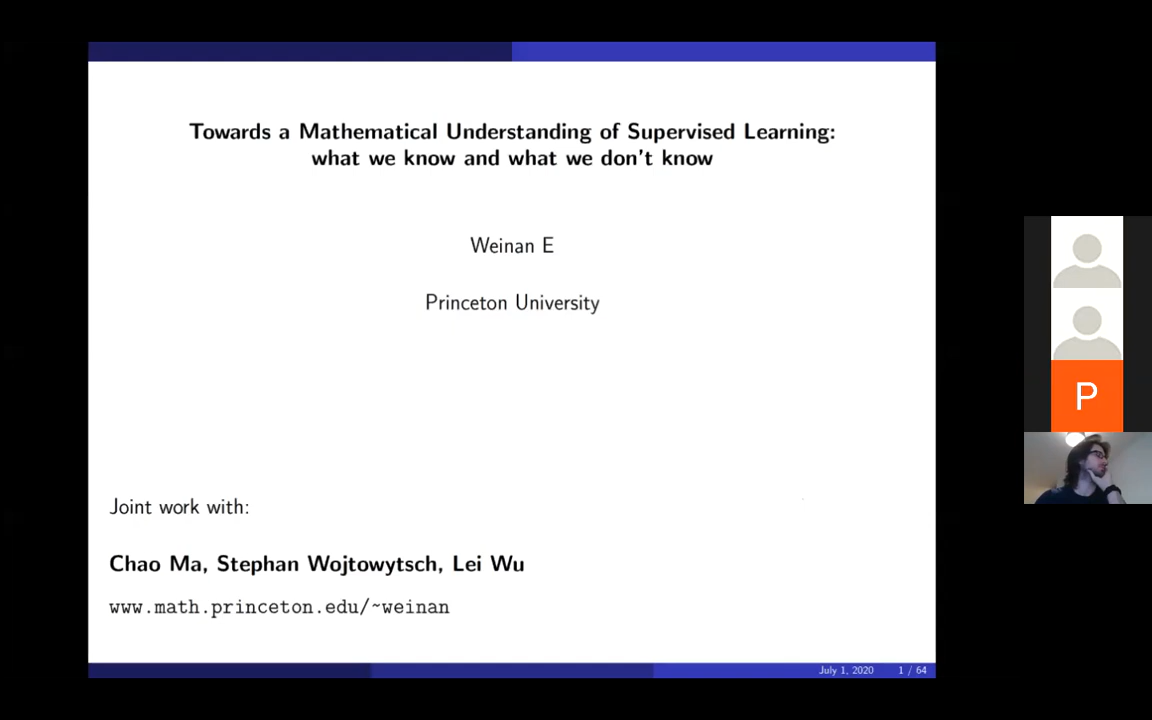 Towards a Mathematical Understanding of Supervised Learning:
what we know and what we don't know
Weinan E
Princeton University
Joint work with:
Chao Ma, Stephan Wojtowytsch, Lei Wu
www.math.princeton.edu/~weinan
July 1, 2020 1 / 64
P